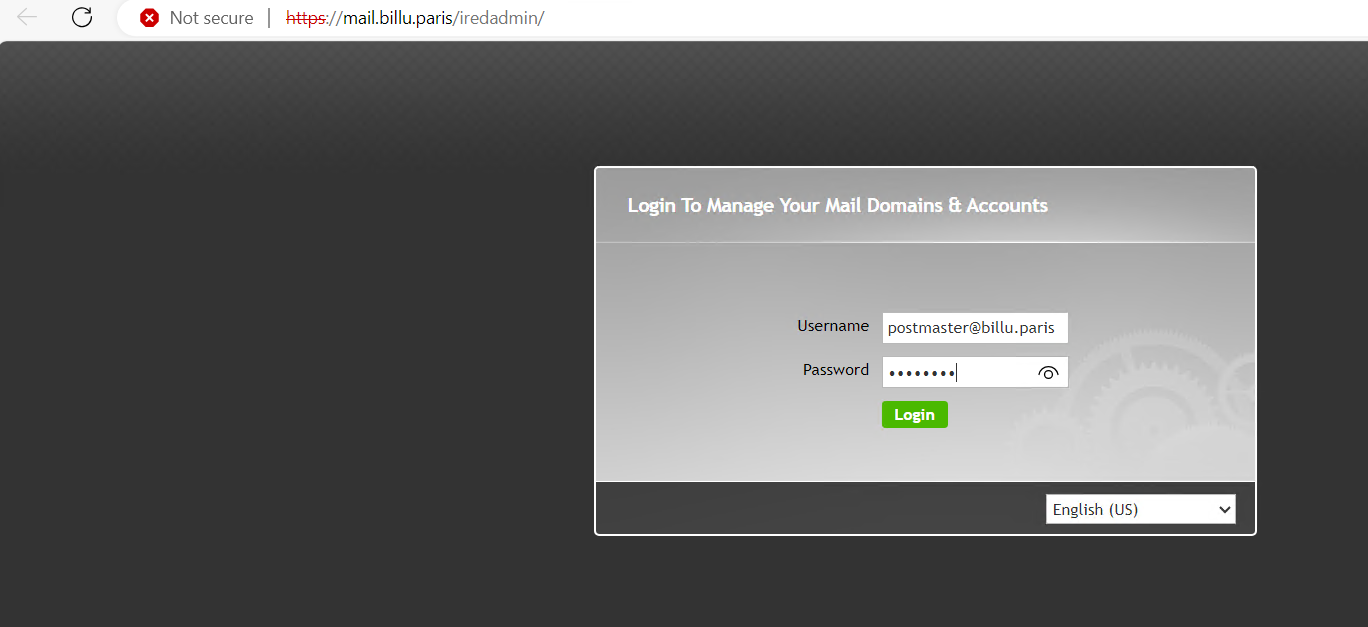 Not secure | https://mail.billu.paris/iredadmin/
Login To Manage Your Mail Domains & Accounts
Username postmaster@billu.paris
Password ••••••••
Login
English (US)